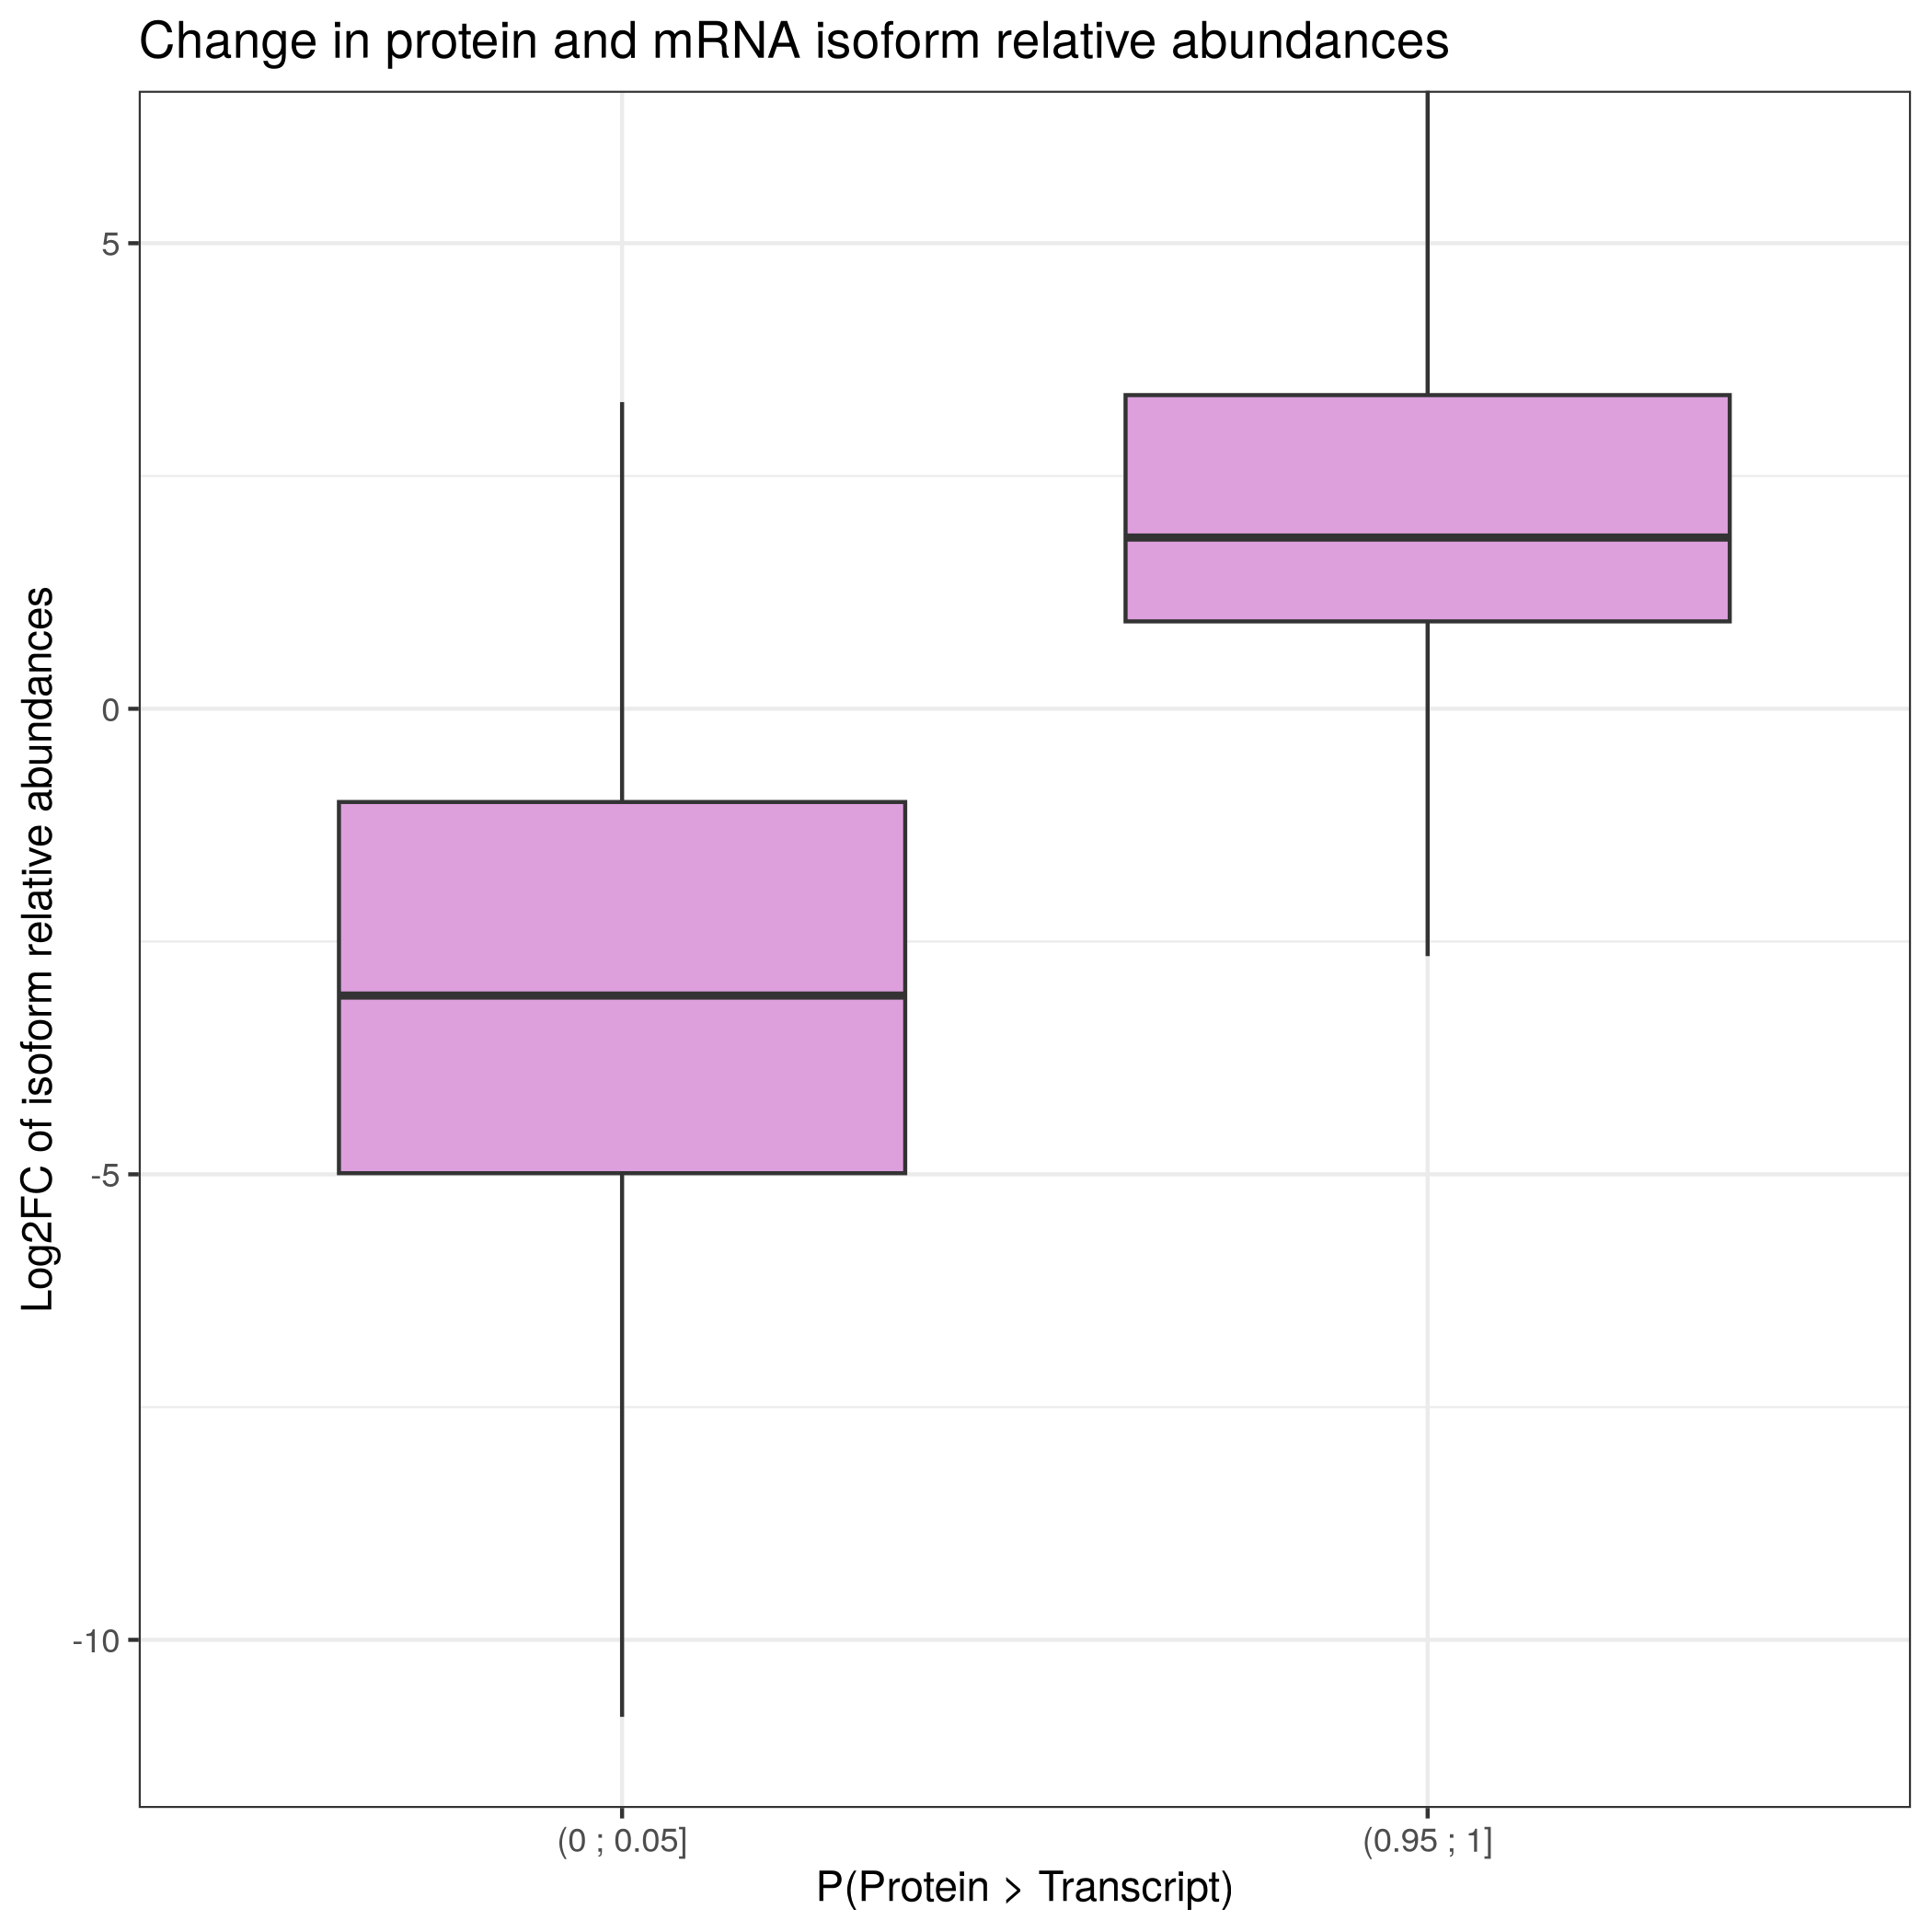 Change in protein and mRNA isoform relative abundances
Log2FC of isoform relative abundances
5
0
-5
-10
(0 ; 0.05]
(0.95 ; 1]
P(Protein > Transcript)